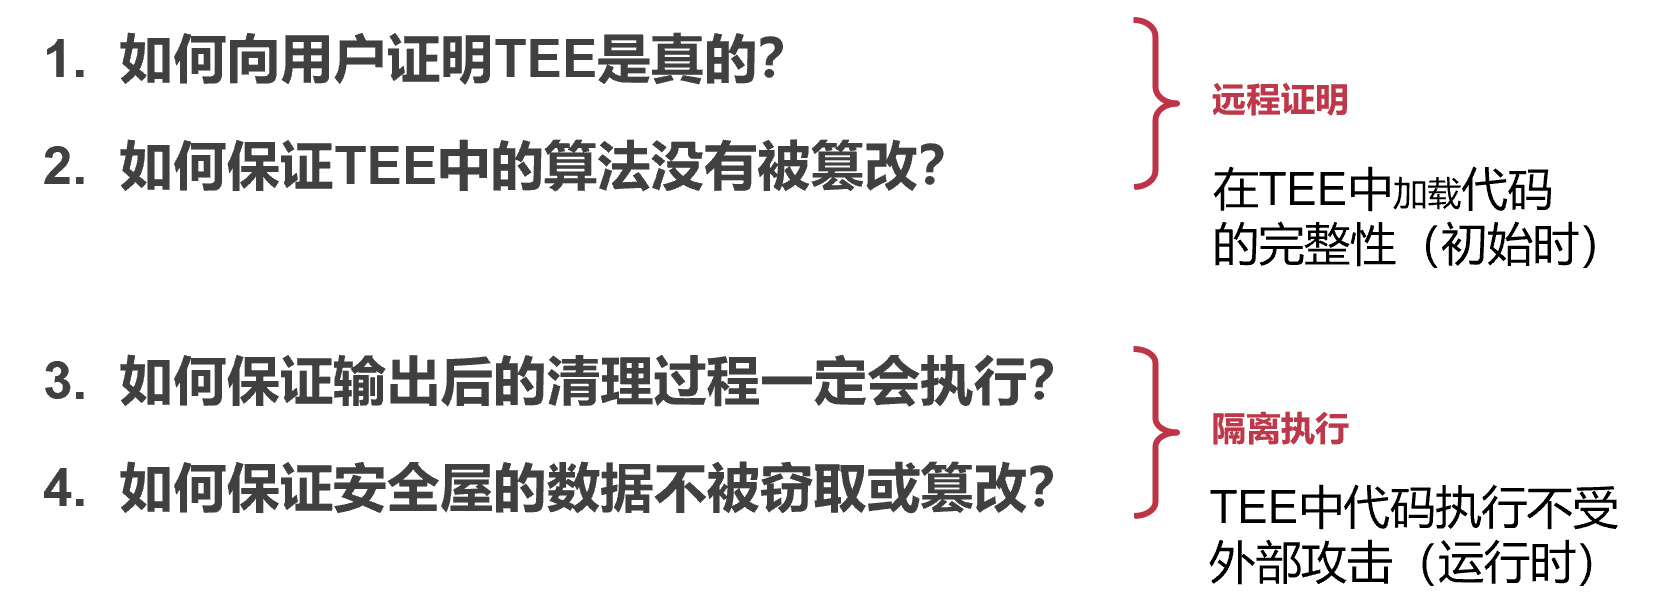 1. 如何向用户证明TEE是真的?
2. 如何保证TEE中的算法没有被篡改?
远程证明
在TEE中加载代码
的完整性（初始时）
3. 如何保证输出后的清理过程一定会执行?
4. 如何保证安全屋的数据不被窃取或篡改?
隔离执行
TEE中代码执行不受
外部攻击（运行时）